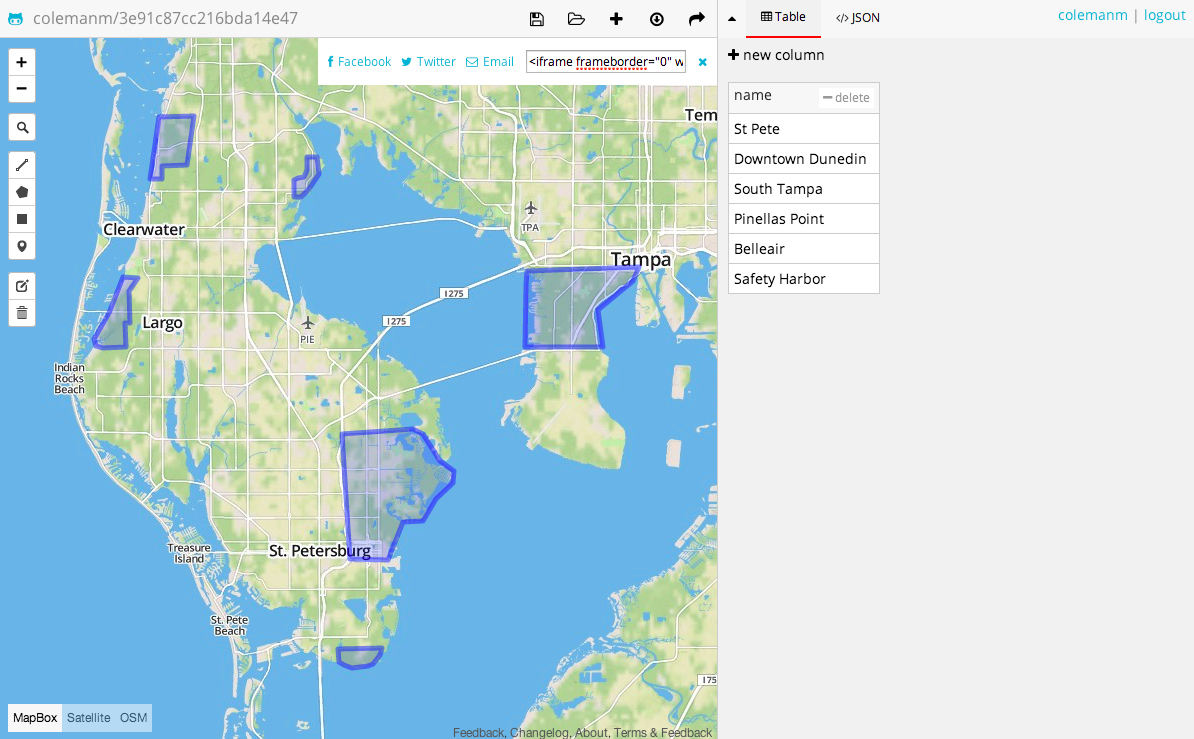 colemanm/3e91c87cc216bda14e47
Table
JSON
colemanm | logout
Facebook
Twitter
Email
<iframe frameborder="0" w
×
+
−
new column
name
delete
St Pete
Downtown Dunedin
South Tampa
Pinellas Point
Belleair
Safety Harbor
Tem
TPA
Clearwater
Tampa
I 275
Largo
I 275
PIE
Indian
Rocks
Beach
Treasure
Island
St. Petersburg
St. Pete
Beach
I 75
MapBox Satellite OSM
Feedback, Changelog, About, Terms & Feedback